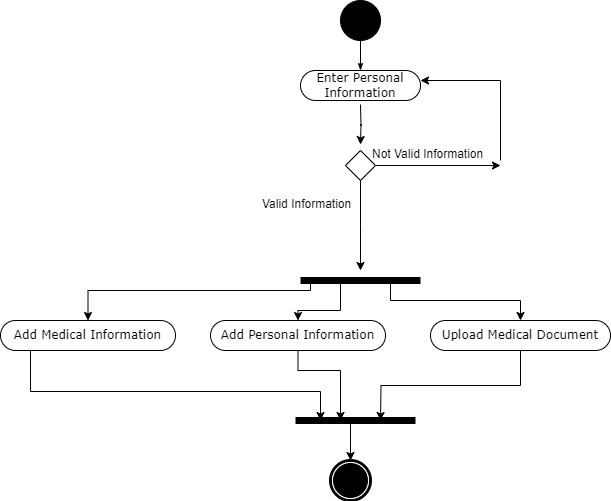 Enter Personal
Information
Not Valid Information
Valid Information
Add Medical Information
Add Personal Information
Upload Medical Document